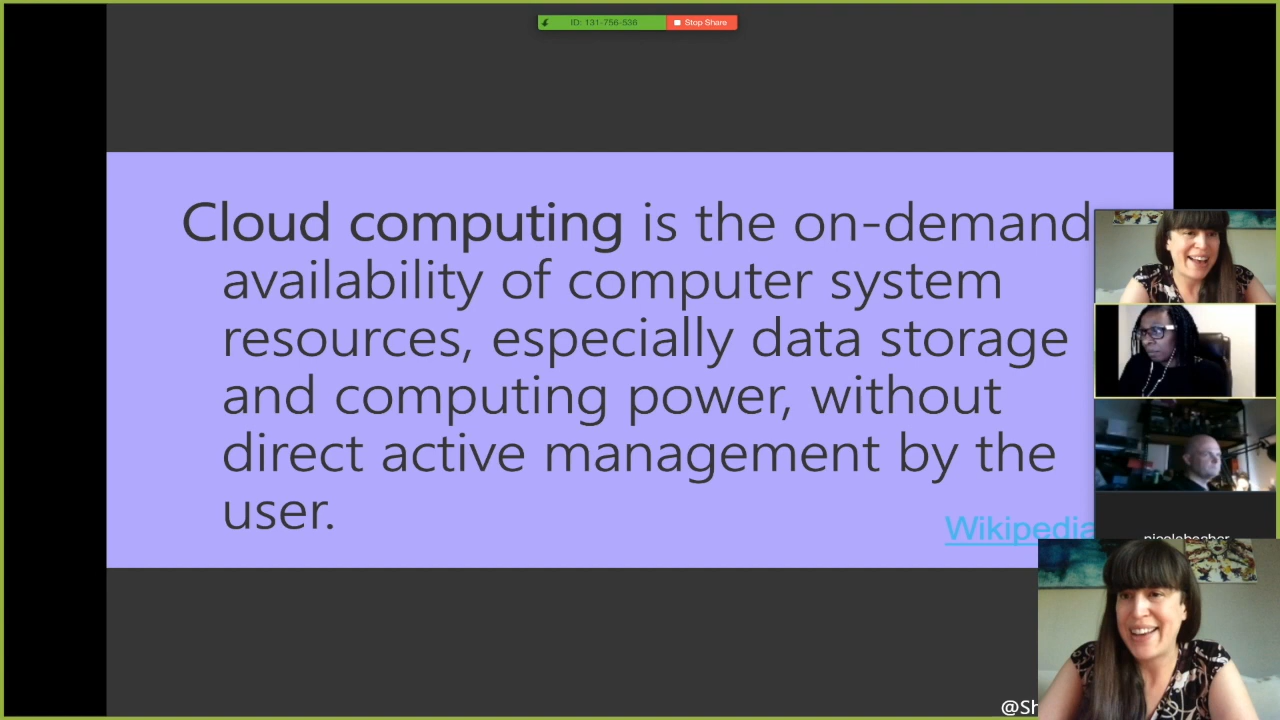 ID: 131-756-536 Stop Share
Cloud computing is the on-demand
availability of computer system
resources, especially data storage
and computing power, without
direct active management by the
user.
Wikipedia
@Sh